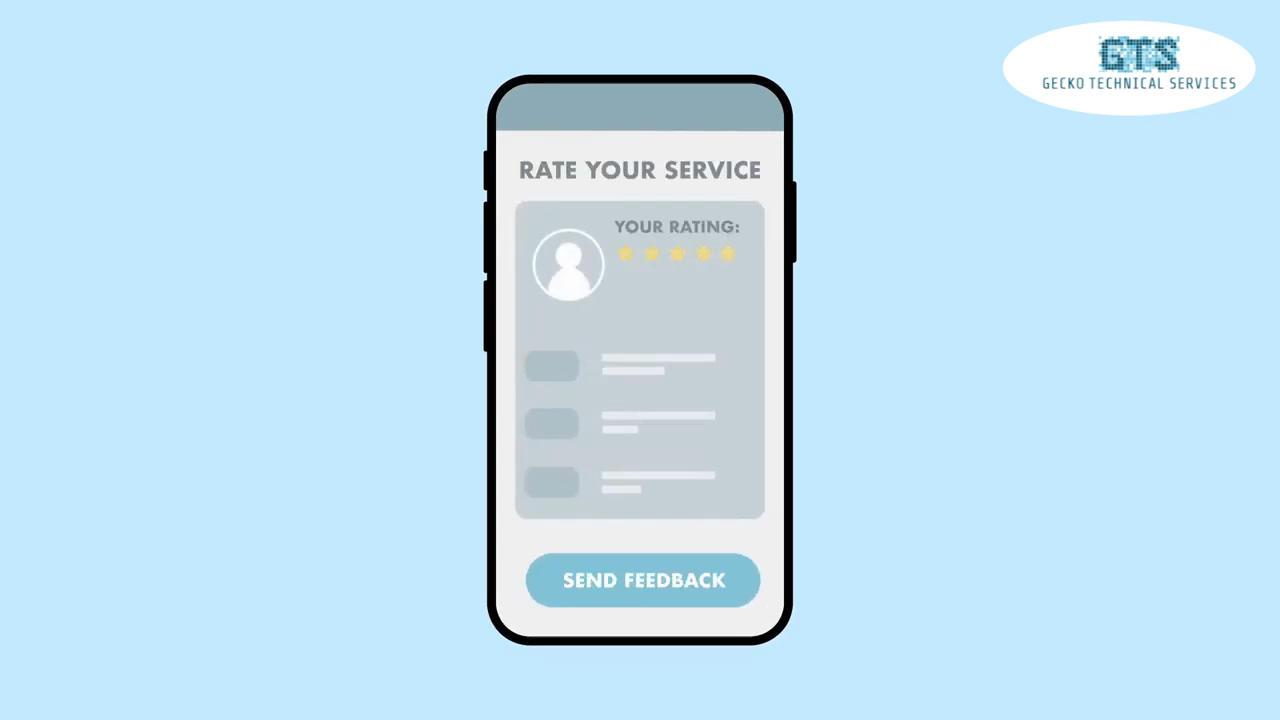 GTS
GECKO TECHNICAL SERVICES
RATE YOUR SERVICE
YOUR RATING:
SEND FEEDBACK